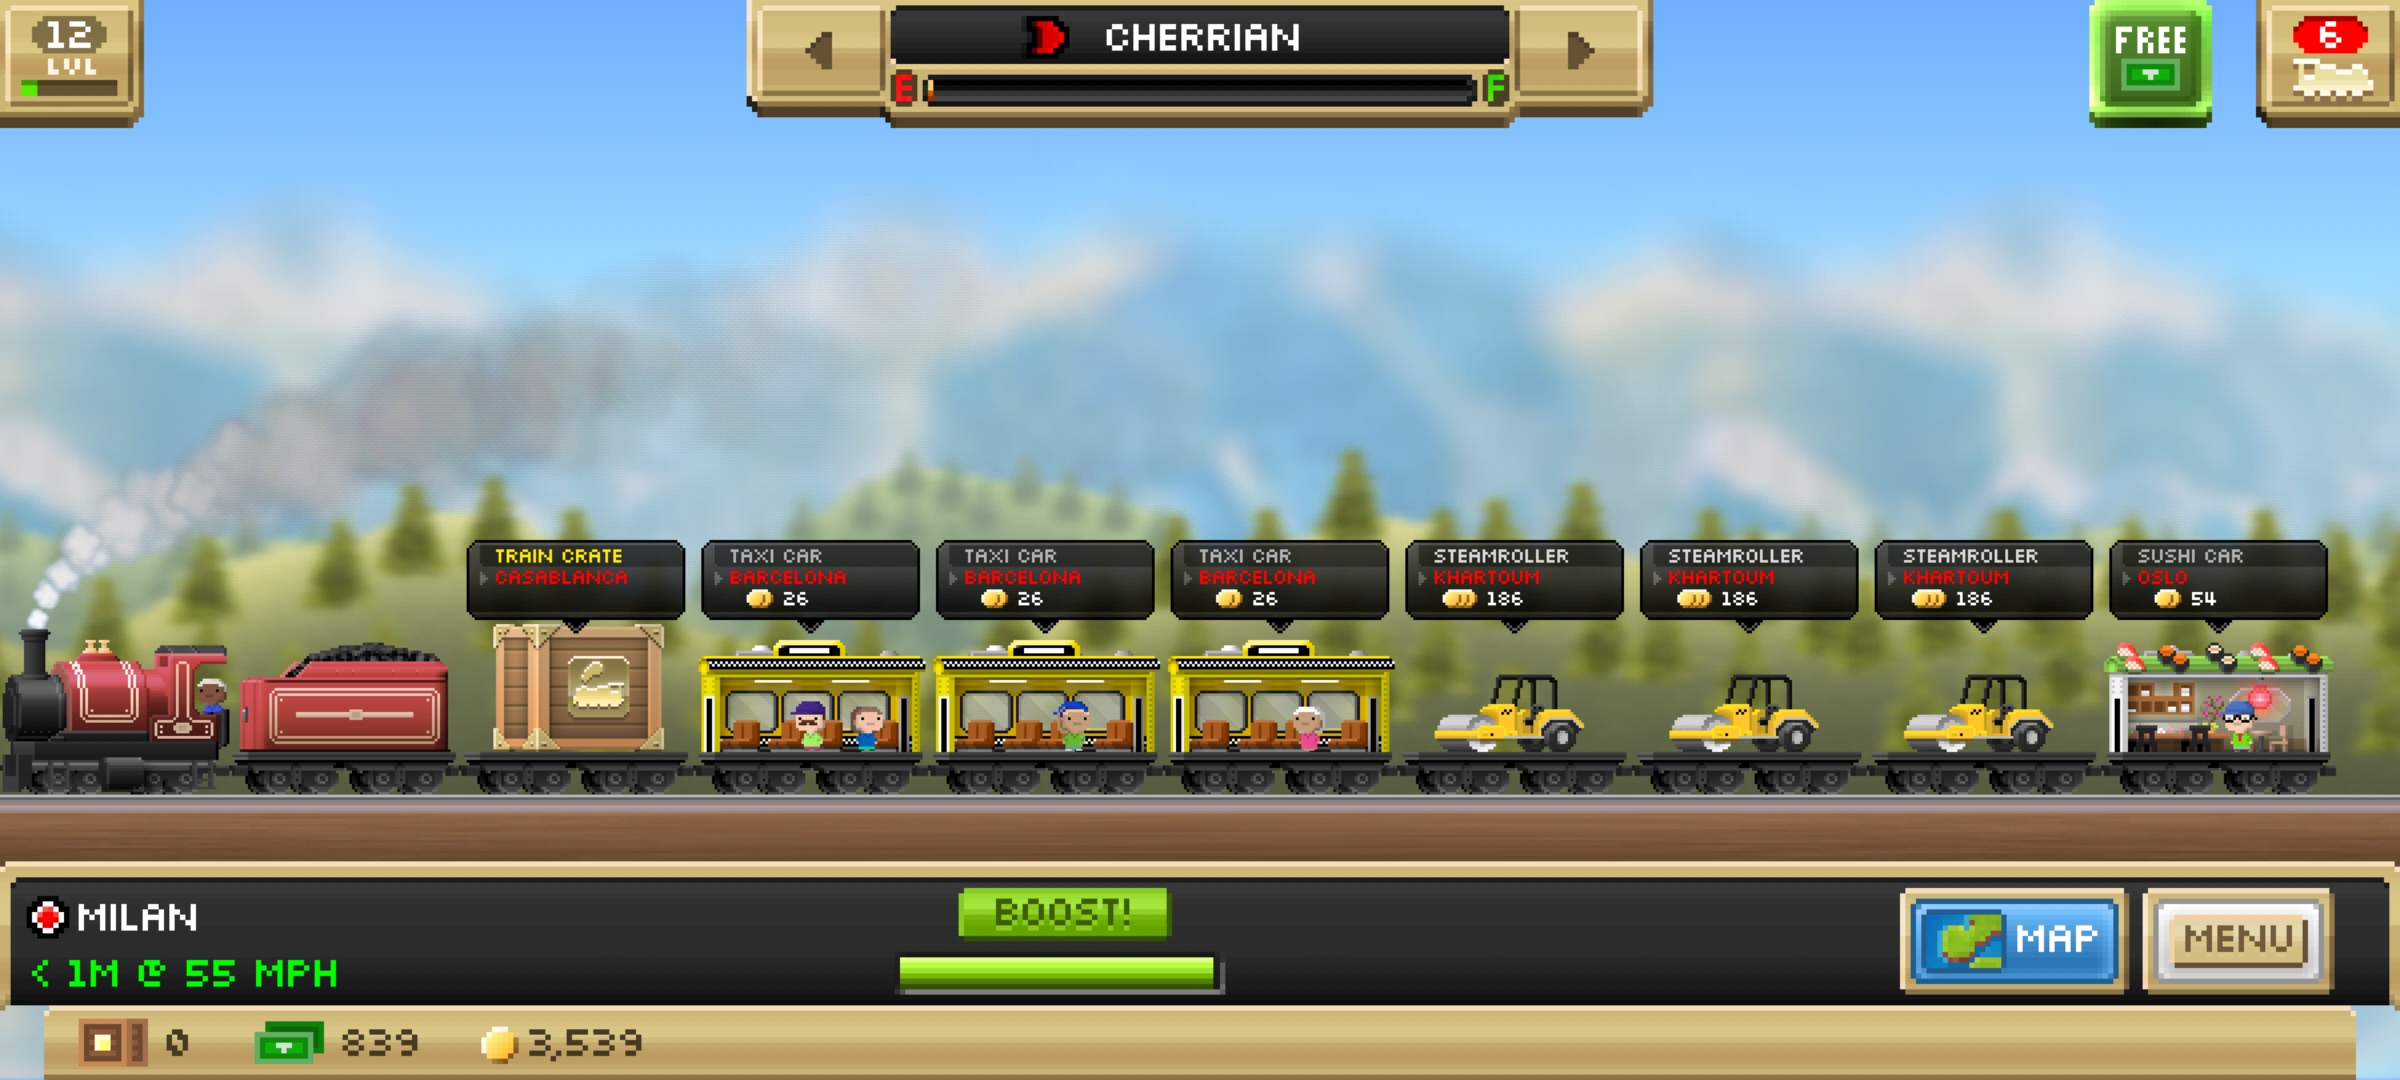 12
LVL
CHERRIAN
E F
FREE
6
TRAIN CRATE
CASABLANCA
TAXI CAR
BARCELONA
26
TAXI CAR
BARCELONA
26
TAXI CAR
BARCELONA
26
STEAMROLLER
KHARTOUM
186
STEAMROLLER
KHARTOUM
186
STEAMROLLER
KHARTOUM
186
SUSHI CAR
OSLO
54
MILAN
< 1M @ 55 MPH
BOOST!
MAP
MENU
0 839 3,539